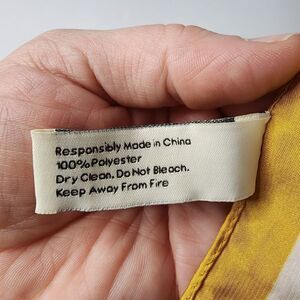 Responsibly Made in China
100% Polyester
Dry Clean. Do Not Bleach.
Keep Away From Fire